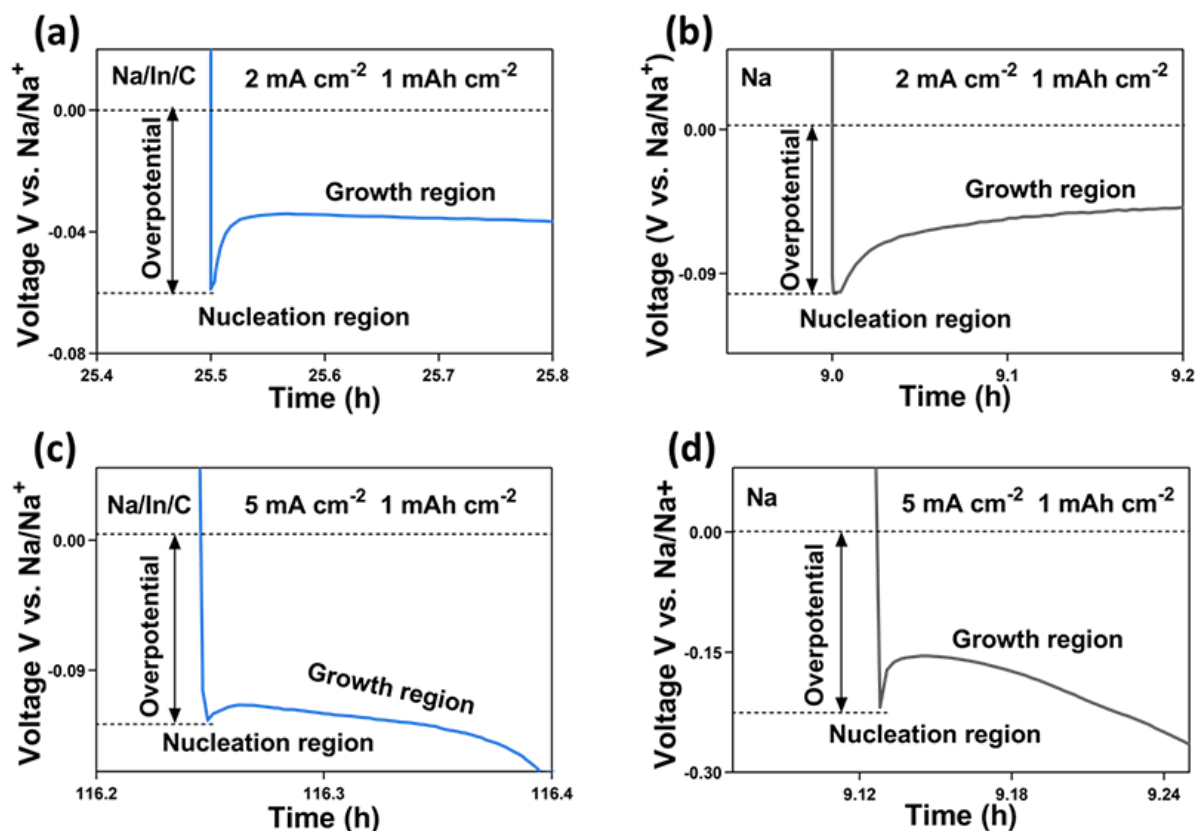 (a)
Na/In/C 2 mA cm⁻² 1 mAh cm⁻²
0.00
-0.04
-0.08
Voltage V vs. Na/Na⁺
Overpotential
Growth region
Nucleation region
25.4 25.5 25.6 25.7 25.8
Time (h)
(b)
Na 2 mA cm⁻² 1 mAh cm⁻²
0.00
-0.09
Voltage (V vs. Na/Na⁺)
Overpotential
Growth region
Nucleation region
9.0 9.1 9.2
Time (h)
(c)
Na/In/C 5 mA cm⁻² 1 mAh cm⁻²
0.00
-0.09
Voltage V vs. Na/Na⁺
Overpotential
Growth region
Nucleation region
116.2 116.3 116.4
Time (h)
(d)
Na 5 mA cm⁻² 1 mAh cm⁻²
0.00
-0.15
-0.30
Voltage V vs. Na/Na+
Overpotential
Growth region
Nucleation region
9.12 9.18 9.24
Time (h)